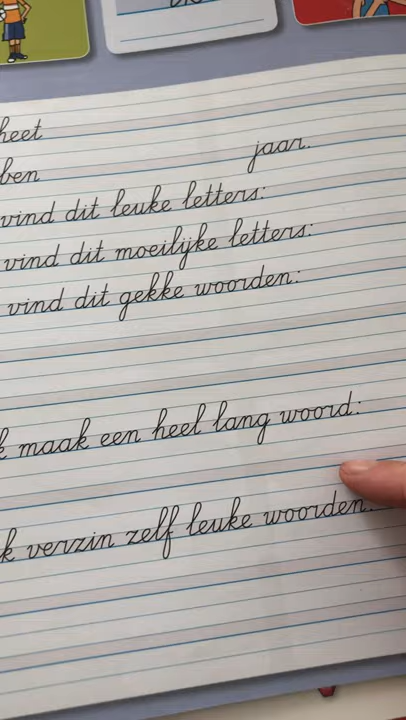 heet
ben jaar.
vind dit leuke letters:
vind dit moeilijke letters:
vind dit gekke woorden:
k maak een heel lang woord:
k verzin zelf leuke woorden: